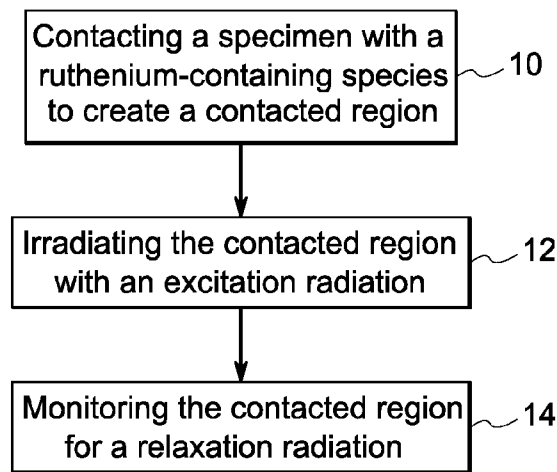 Contacting a specimen with a
ruthenium-containing species
to create a contacted region
10
Irradiating the contacted region
with an excitation radiation
12
Monitoring the contacted region
for a relaxation radiation
14